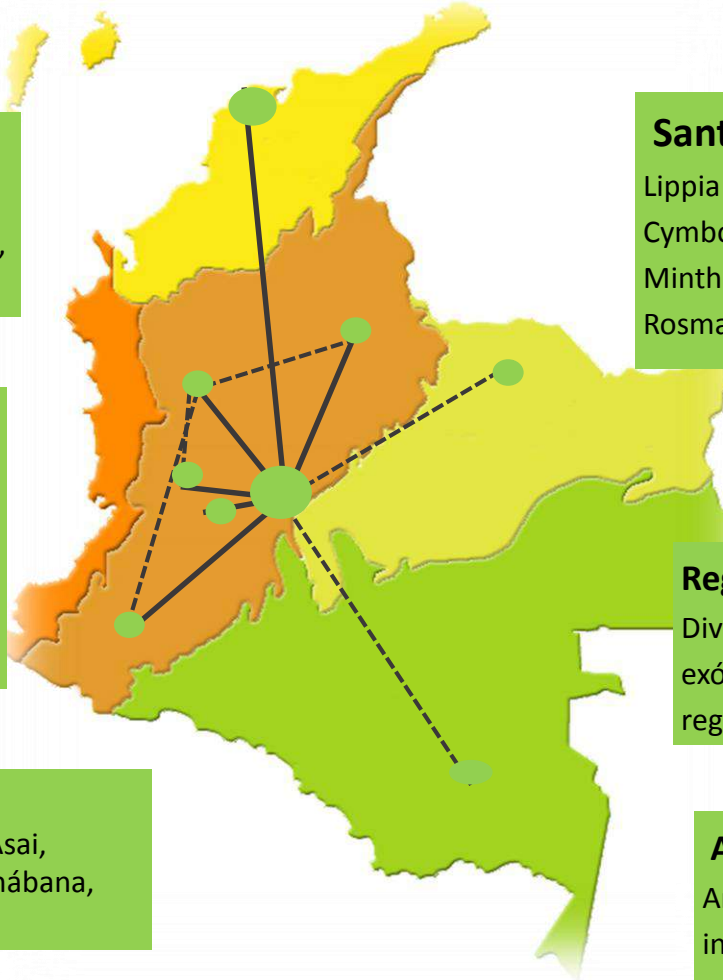 ,
Sant
Lippia
Cymbo
Minth
Rosma
Reg
Div
exó
reg
Asai,
nábana,
A
A
in